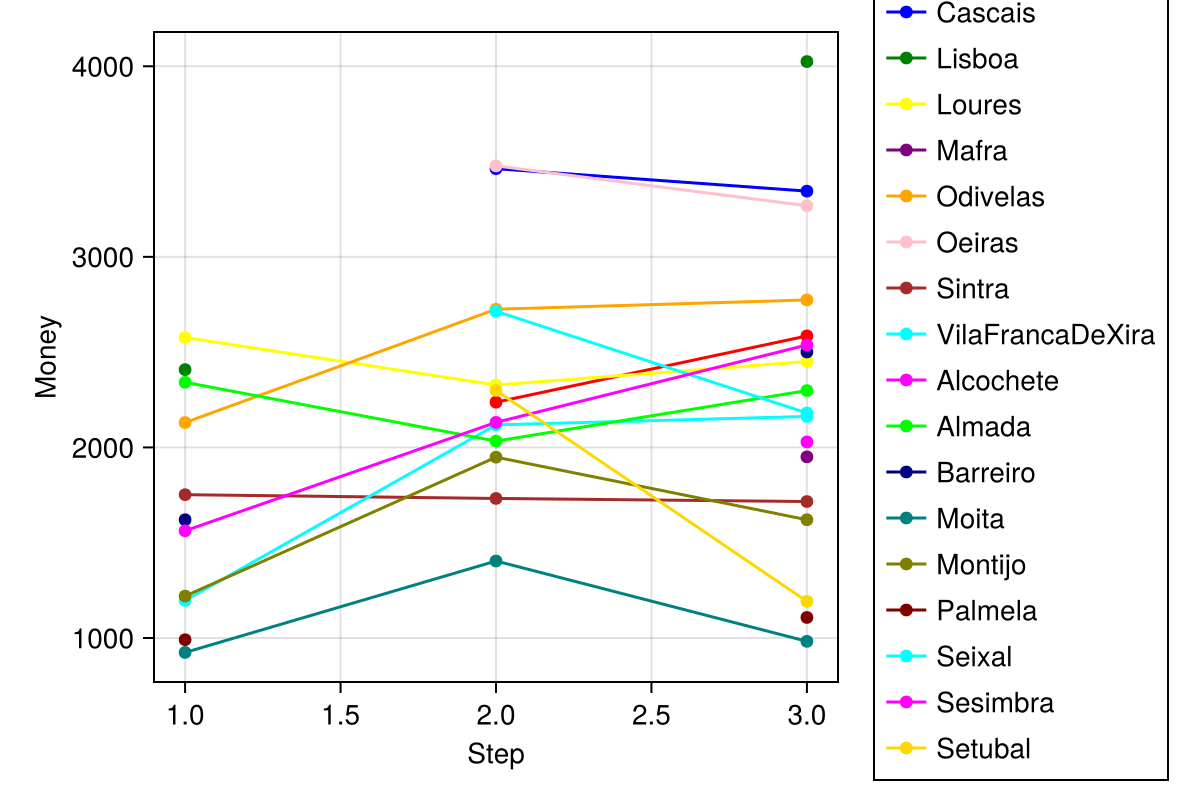 4000
3000
2000
1000
Money
1.0
1.5
2.0
2.5
3.0
Step
Cascais
Lisboa
Loures
Mafra
Odivelas
Oeiras
Sintra
VilaFrancaDeXira
Alcochete
Almada
Barreiro
Moita
Montijo
Palmela
Seixal
Sesimbra
Setubal